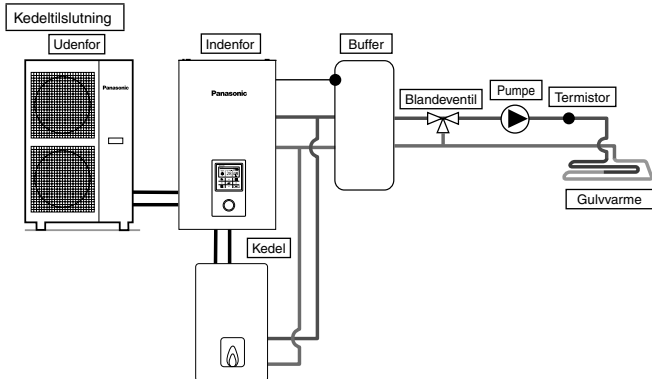 Kedeltilslutning
Udenfor
Indenfor
Buffer
Panasonic
Panasonic
Blandeventil
Pumpe
Termistor
Gulvvarme
Kedel